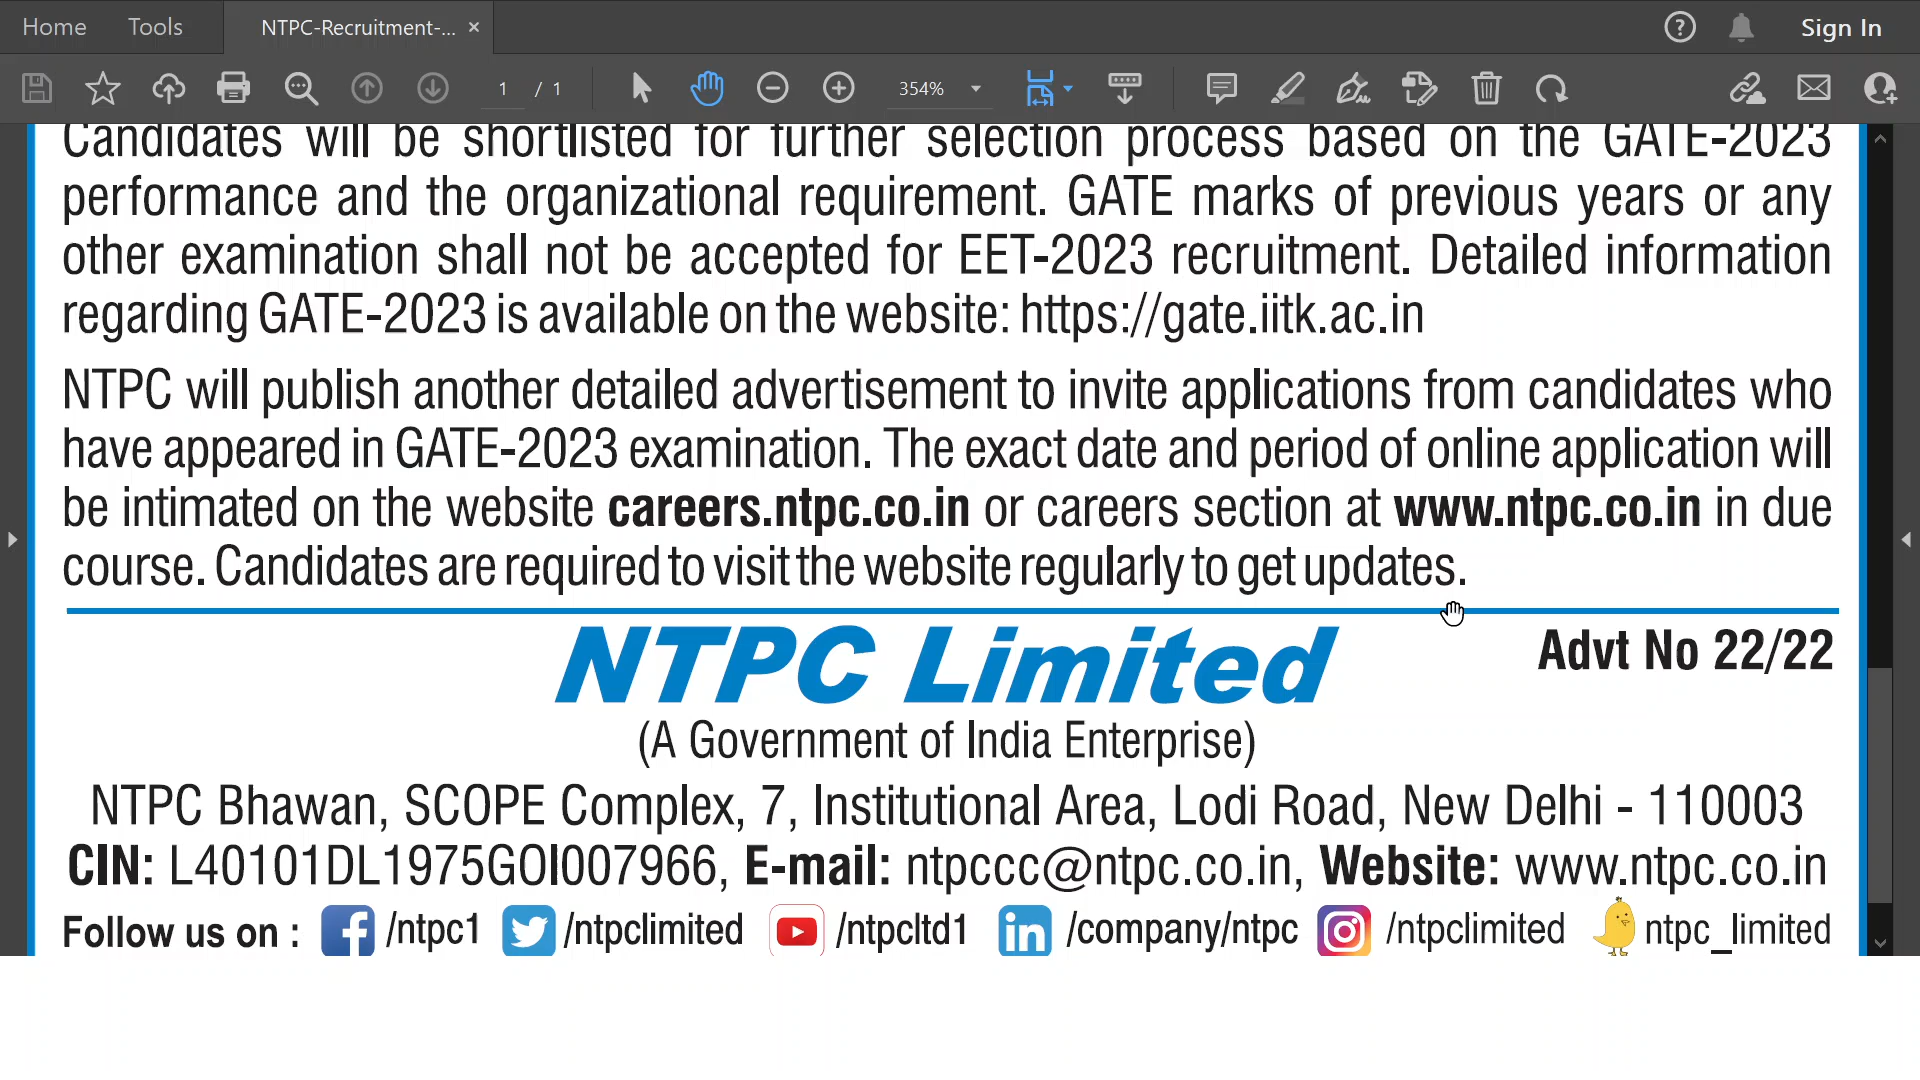 Home Tools NTPC-Recruitment-... × ? Sign In
1 / 1 354%
Candidates will be shortlisted for further selection process based on the GATE-2023
performance and the organizational requirement. GATE marks of previous years or any
other examination shall not be accepted for EET-2023 recruitment. Detailed information
regarding GATE-2023 is available on the website: https://gate.iitk.ac.in
NTPC will publish another detailed advertisement to invite applications from candidates who
have appeared in GATE-2023 examination. The exact date and period of online application will
be intimated on the website careers.ntpc.co.in or careers section at www.ntpc.co.in in due
course. Candidates are required to visit the website regularly to get updates.
NTPC Limited
Advt No 22/22
(A Government of India Enterprise)
NTPC Bhawan, SCOPE Complex, 7, Institutional Area, Lodi Road, New Delhi - 110003
CIN: L40101DL1975GOI007966, E-mail: ntpccc@ntpc.co.in, Website: www.ntpc.co.in
Follow us on : /ntpc1 /ntpclimited /ntpcltd1 /company/ntpc /ntpclimited ntpc_limited